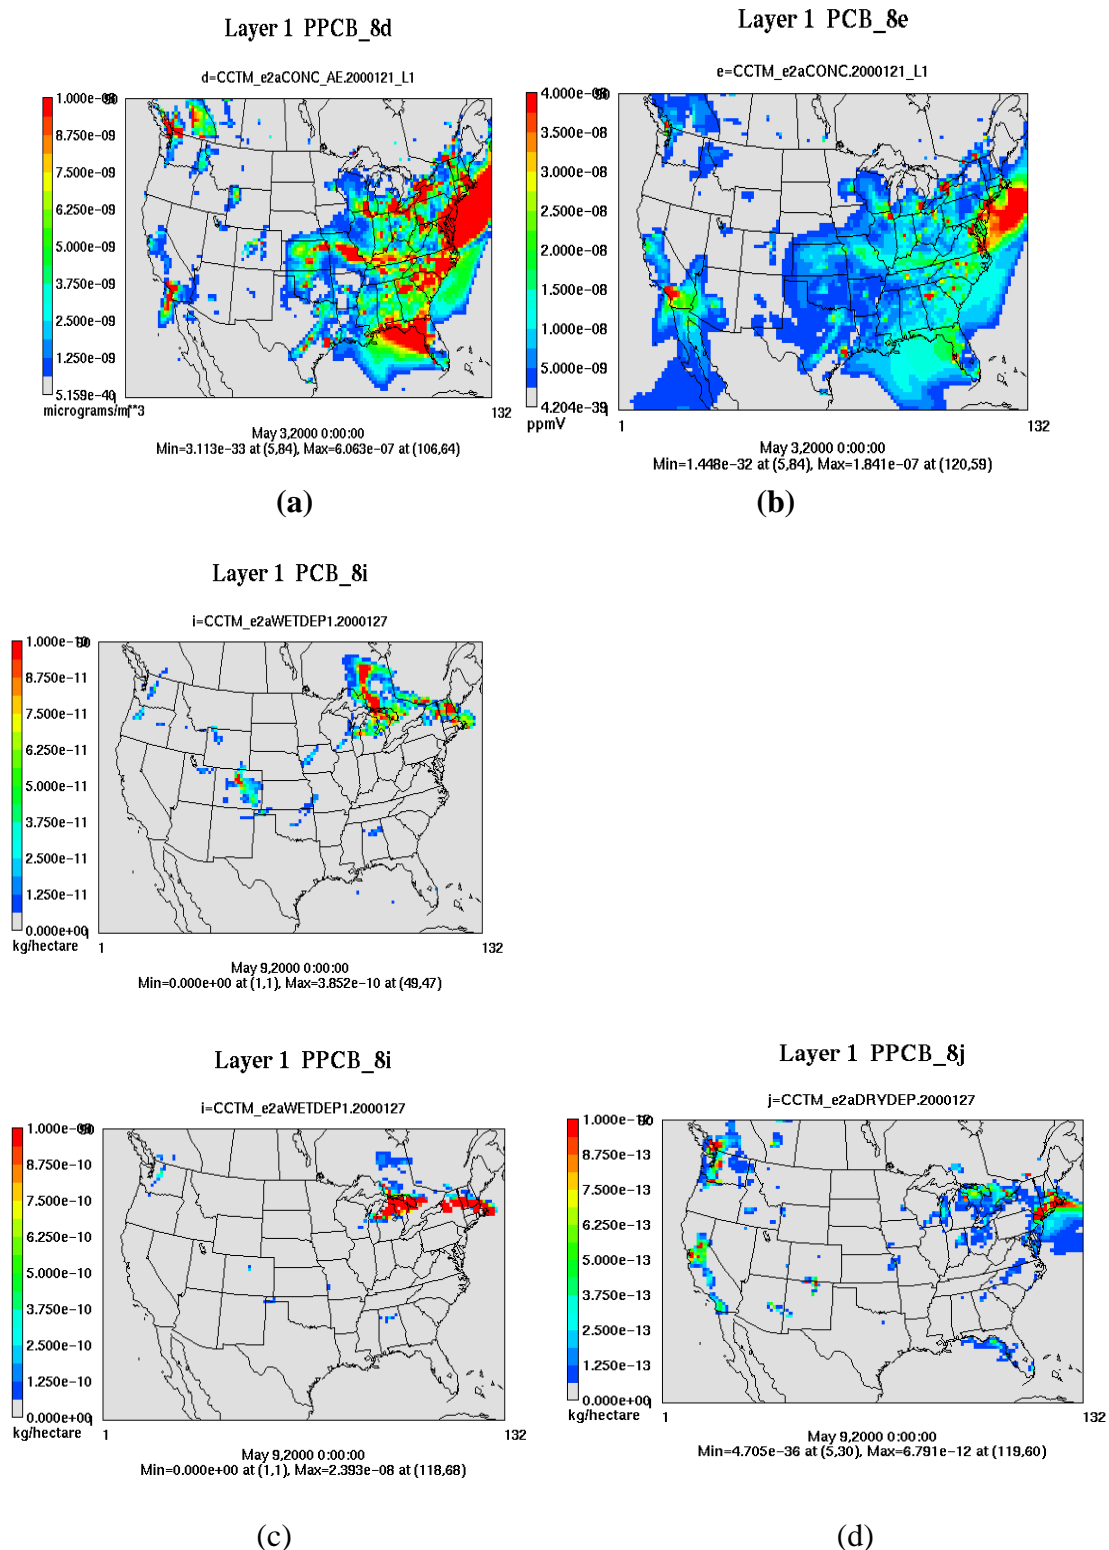 Layer 1 PPCB_8d
d=CCTM_e2aCONC_AE.2000121_L1
8.750e-09
7.500e-09
6.250e-09
5.000e-09
3.750e-09
2.500e-09
1.250e-09
micrograms/m**3
132
May 3,2000 0:00:00
Min=3.113e-33 at (5,84), Max=6.063e-07 at (106,64)
(a)
Layer 1 PCB_8e
e=CCTM_e2aCONC.2000121_L1
3.500e-08
3.000e-08
2.500e-08
2.000e-08
1.500e-08
1.000e-08
5.000e-09
4.204e-39
ppmV
1
132
May 3,2000 0:00:00
Min=1.448e-32 at (5,84), Max=1.841e-07 at (120,59)
(b)
Layer 1 PCB_8i
i=CCTM_e2aWETDEP1.2000127
8.750e-11
7.500e-11
6.250e-11
5.000e-11
3.750e-11
2.500e-11
1.250e-11
0.000e+00
kg/hectare
1
132
May 9,2000 0:00:00
Min=0.000e+00 at (1,1), Max=3.852e-10 at (49,47)
Layer 1 PPCB_8i
i=CCTM_e2aWETDEP1.2000127
8.750e-10
7.500e-10
6.250e-10
5.000e-10
3.750e-10
2.500e-10
1.250e-10
0.000e+00
kg/hectare
1
132
May 9,2000 0:00:00
Min=0.000e+00 at (1,1), Max=2.393e-08 at (118,68)
(c)
Layer 1 PPCB_8j
j=CCTM_e2aDRYDEP.2000127
8.750e-13
7.500e-13
6.250e-13
5.000e-13
3.750e-13
2.500e-13
1.250e-13
0.000e+00
kg/hectare
1
132
May 9,2000 0:00:00
Min=4.705e-36 at (5,30), Max=6.791e-12 at (119,60)
(d)